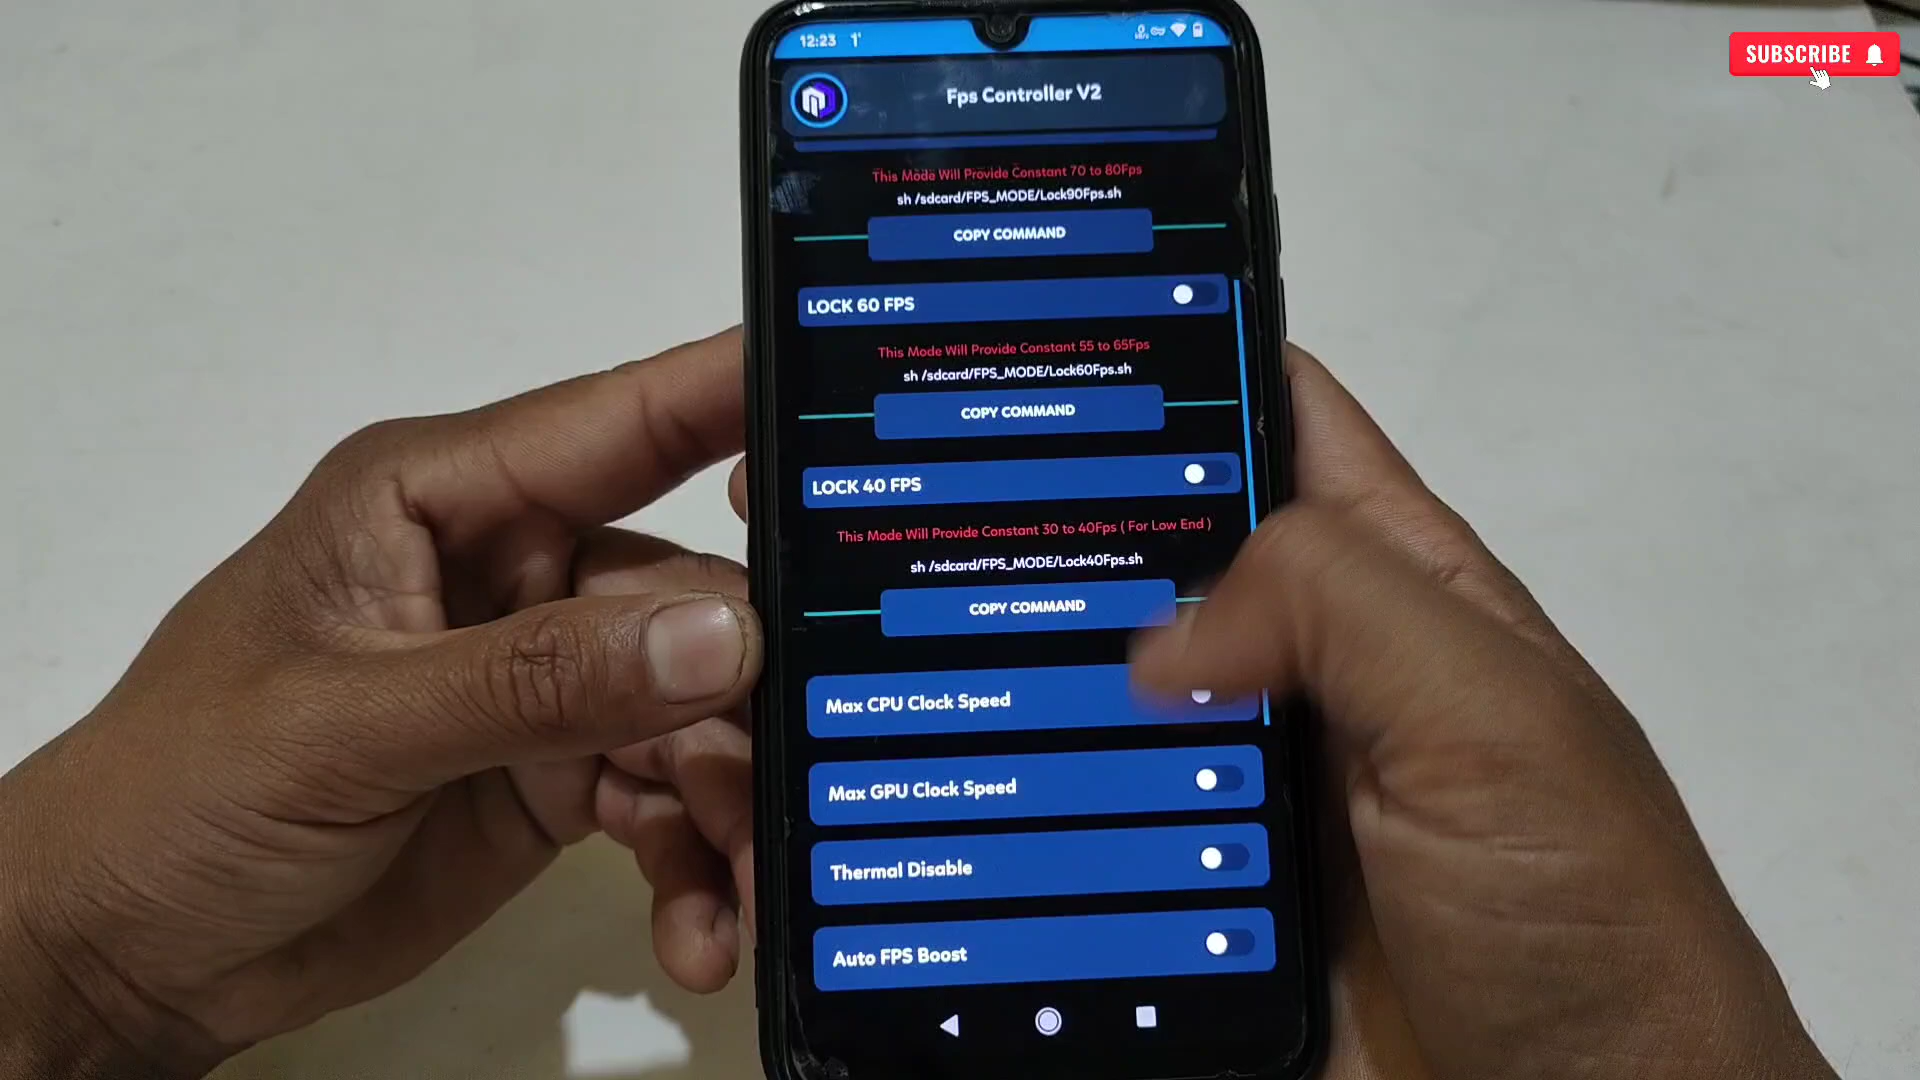 SUBSCRIBE
12:23
Fps Controller V2
This Mode Will Provide Constant 70 to 80Fps
sh /sdcard/FPS_MODE/Lock90Fps.sh
COPY COMMAND
LOCK 60 FPS
This Mode Will Provide Constant 55 to 65Fps
sh /sdcard/FPS_MODE/Lock60Fps.sh
COPY COMMAND
LOCK 40 FPS
This Mode Will Provide Constant 30 to 40Fps ( For Low End )
sh /sdcard/FPS_MODE/Lock40Fps.sh
COPY COMMAND
Max CPU Clock Speed
Max GPU Clock Speed
Thermal Disable
Auto FPS Boost